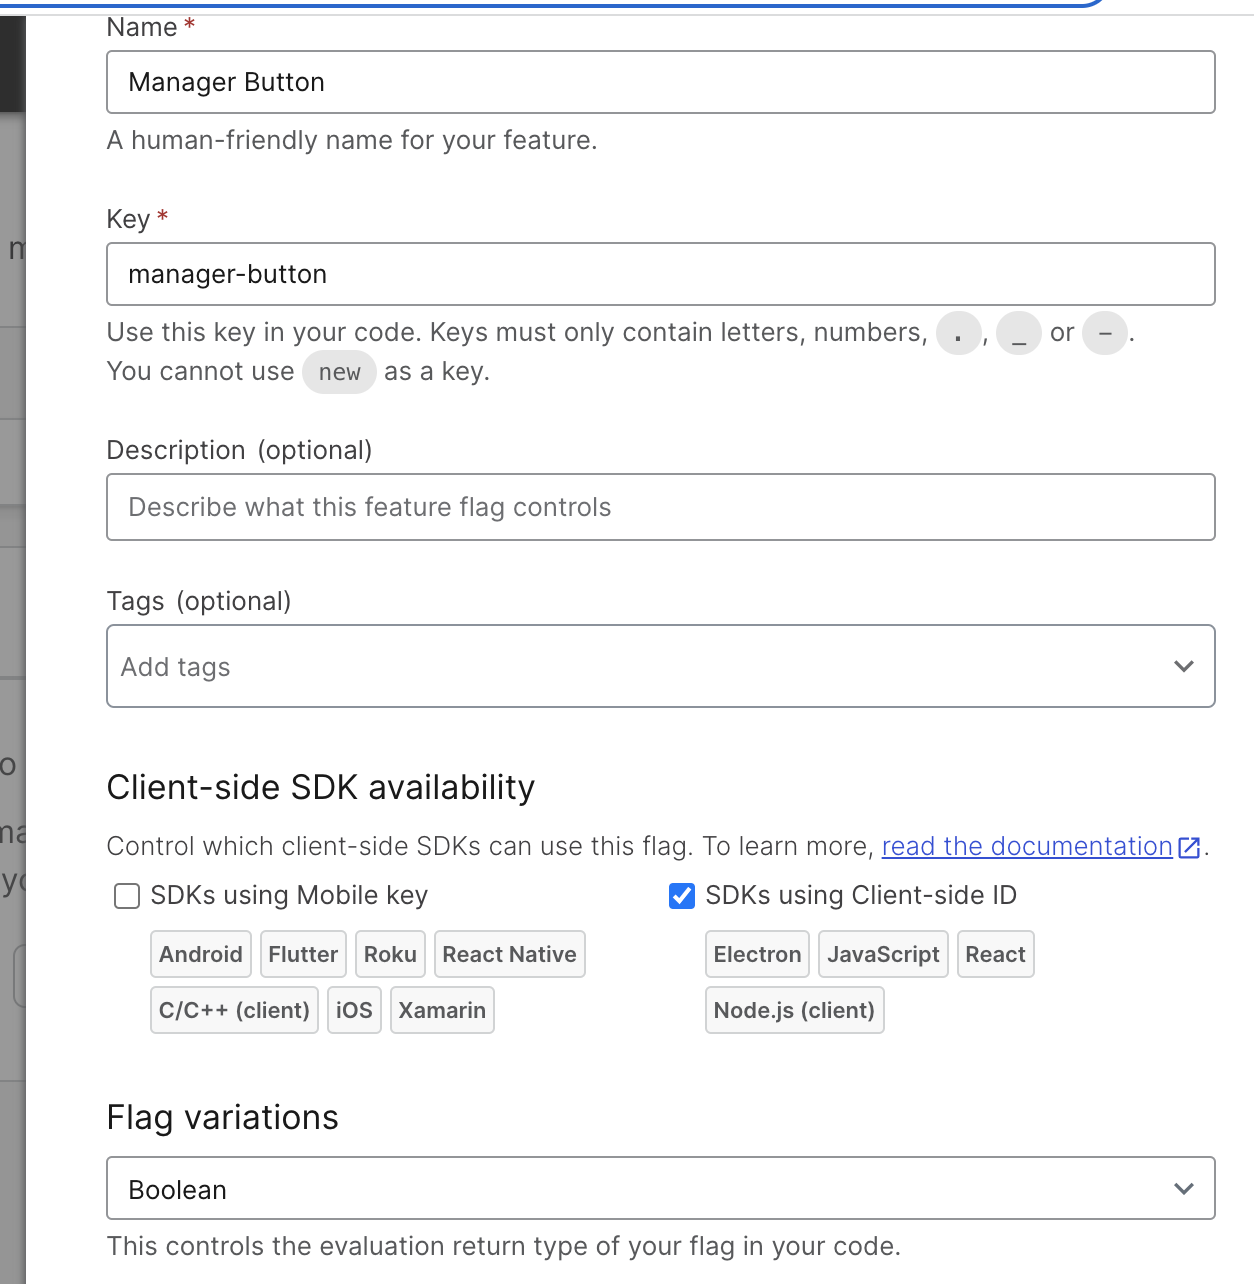 Name *
Manager Button
A human-friendly name for your feature.
Key *
manager-button
Use this key in your code. Keys must only contain letters, numbers, . , _ or - .
You cannot use new as a key.
Description (optional)
Describe what this feature flag controls
Tags (optional)
Add tags
Client-side SDK availability
Control which client-side SDKs can use this flag. To learn more, read the documentation.
SDKs using Mobile key
Android Flutter Roku React Native
C/C++ (client) iOS Xamarin
SDKs using Client-side ID
Electron JavaScript React
Node.js (client)
Flag variations
Boolean
This controls the evaluation return type of your flag in your code.